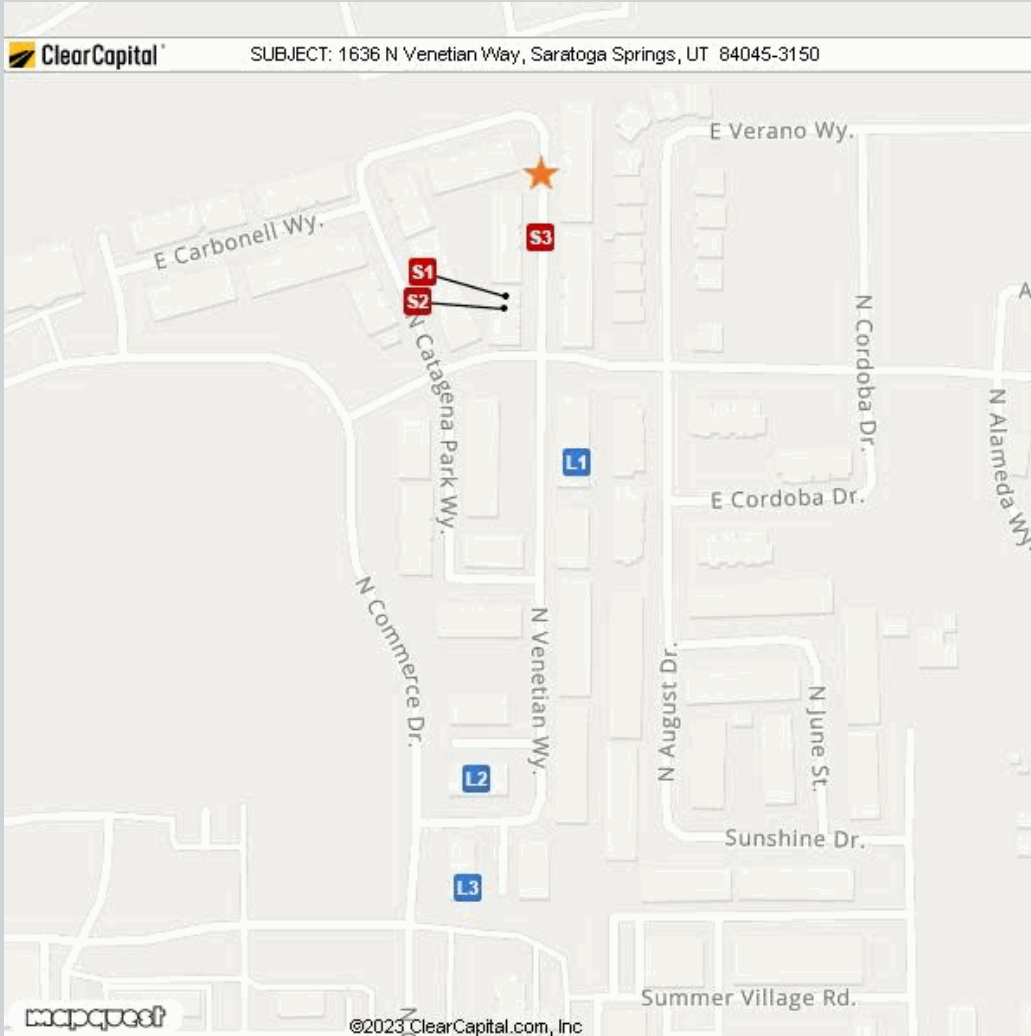 ClearCapital
SUBJECT: 1636 N Venetian Way, Saratoga Springs, UT 84045-3150
E Verano Wy.
E Carbonell Wy.
S3
S1
S2
N Catagena Park Wy.
N Cordoba Dr.
A
N Alameda Wy.
L1
E Cordoba Dr.
N Commerce Dr.
N Venetian Wy.
N August Dr.
N June St.
L2
Sunshine Dr.
L3
Summer Village Rd.
N
mapquest
©2023 ClearCapital.com, Inc